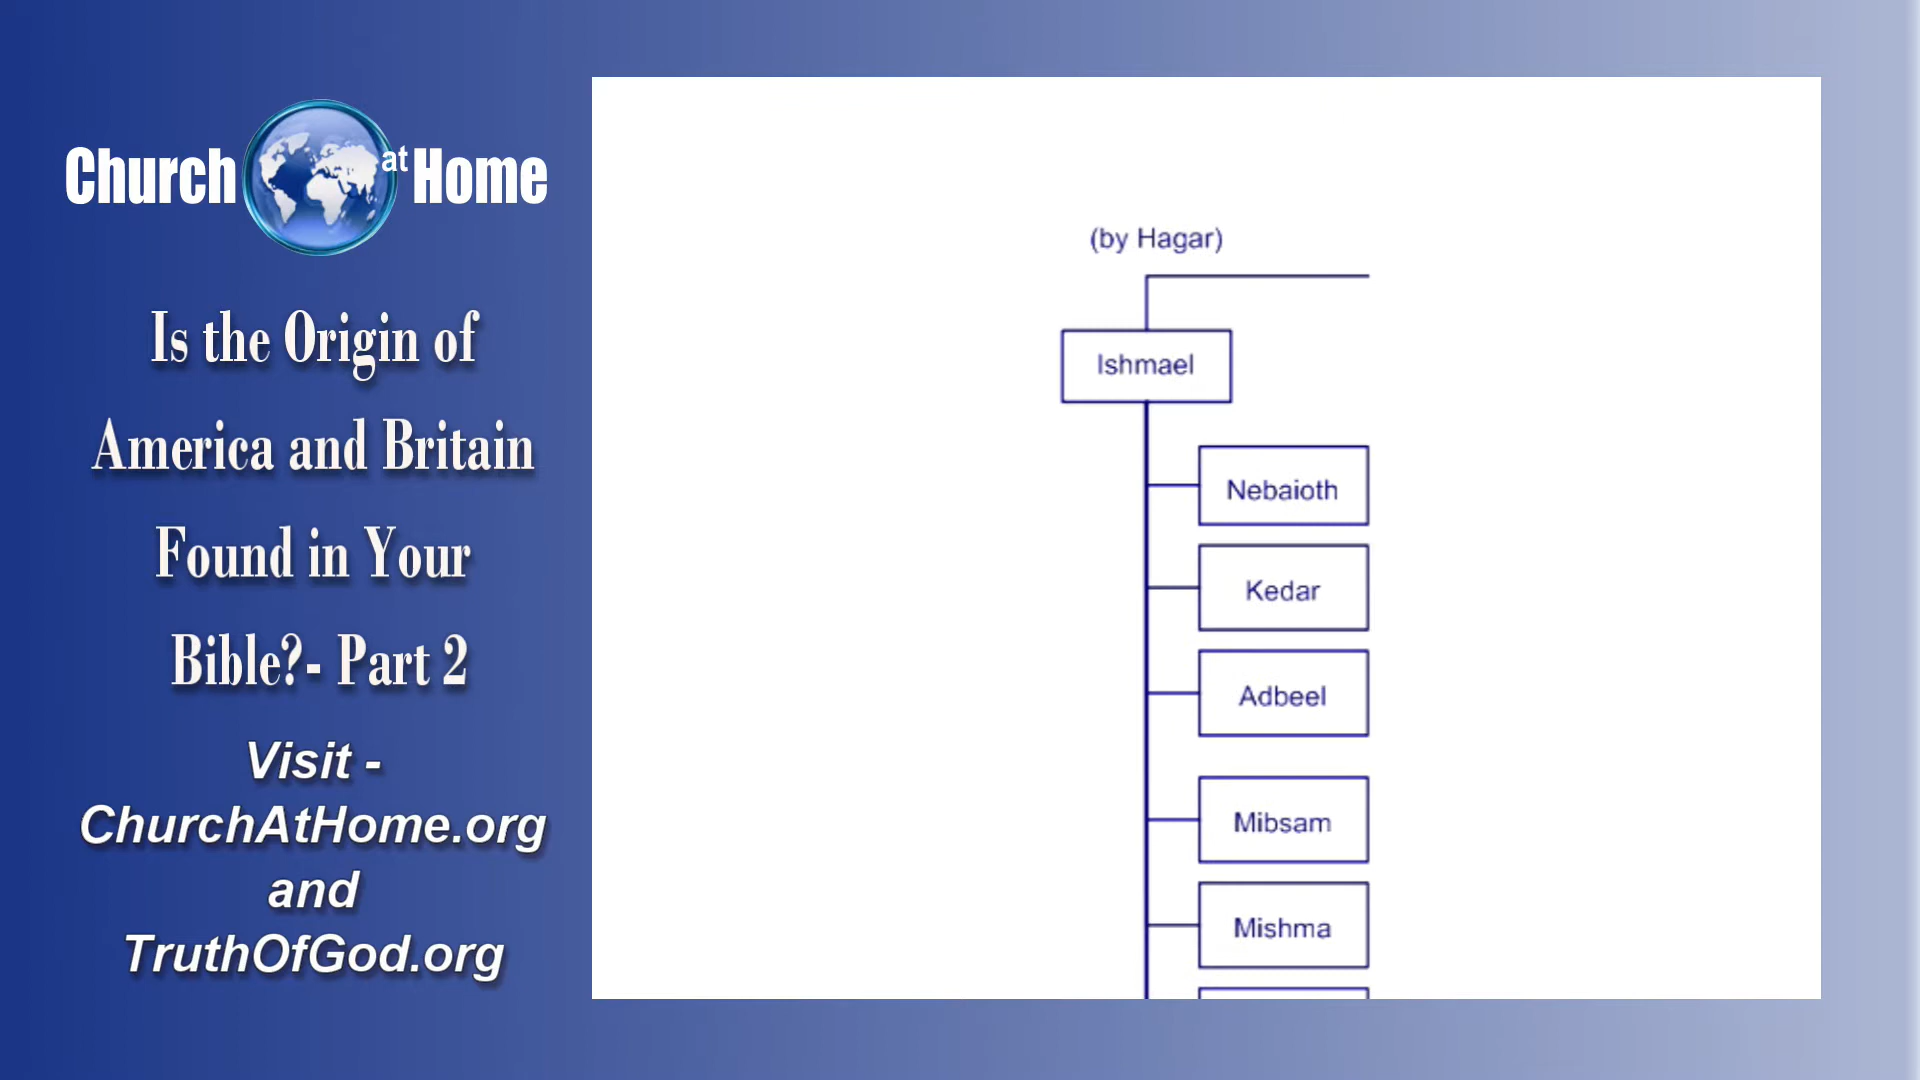 Church at Home
Is the Origin of
America and Britain
Found in Your
Bible?- Part 2
Visit -
ChurchAtHome.org
and
TruthOfGod.org
(by Hagar)
Ishmael
Nebaioth
Kedar
Adbeel
Mibsam
Mishma